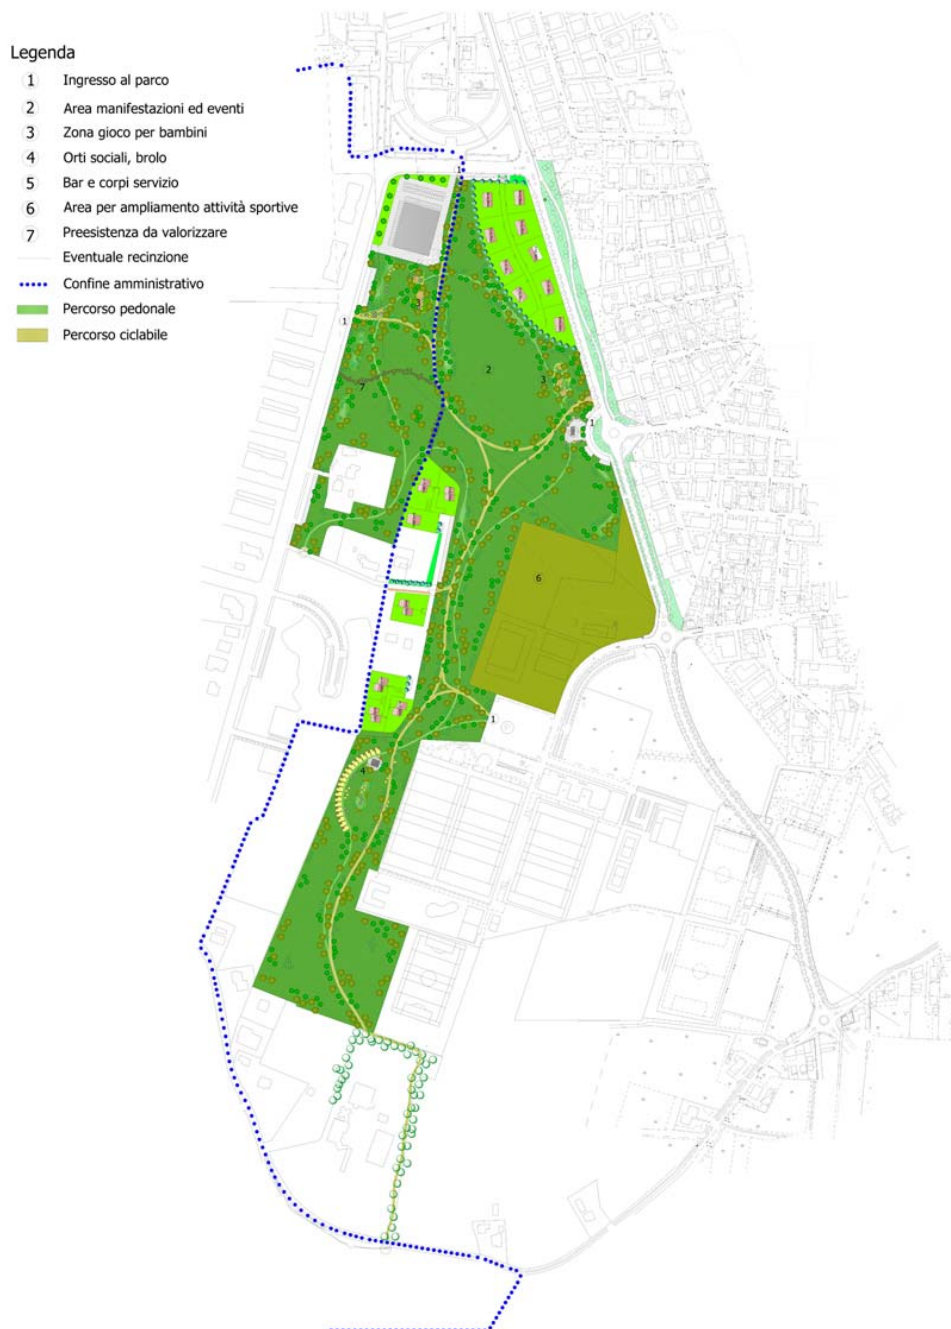 Legenda
1 Ingresso al parco
2 Area manifestazioni ed eventi
3 Zona gioco per bambini
4 Orti sociali, brolo
5 Bar e corpi servizio
6 Area per ampliamento attività sportive
7 Preesistenza da valorizzare
Eventuale recinzione
Confine amministrativo
Percorso pedonale
Percorso ciclabile
1
3
1
2
3
7
1
6
1
4